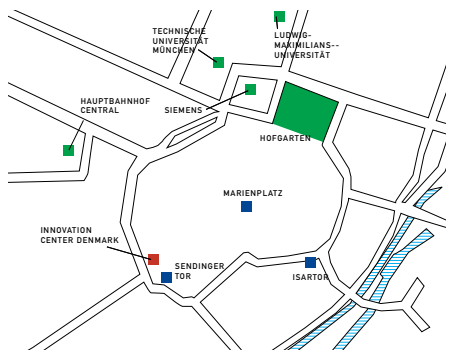 TECHNISCHE
UNIVERSITÄT
MÜNCHEN
LUDWIG-
MAXIMILIANS--
UNIVERSITÄT
HAUPTBAHNHOF
CENTRAL
SIEMENS
HOFGARTEN
MARIENPLATZ
INNOVATION
CENTER DENMARK
SENDINGER
TOR
ISARTOR